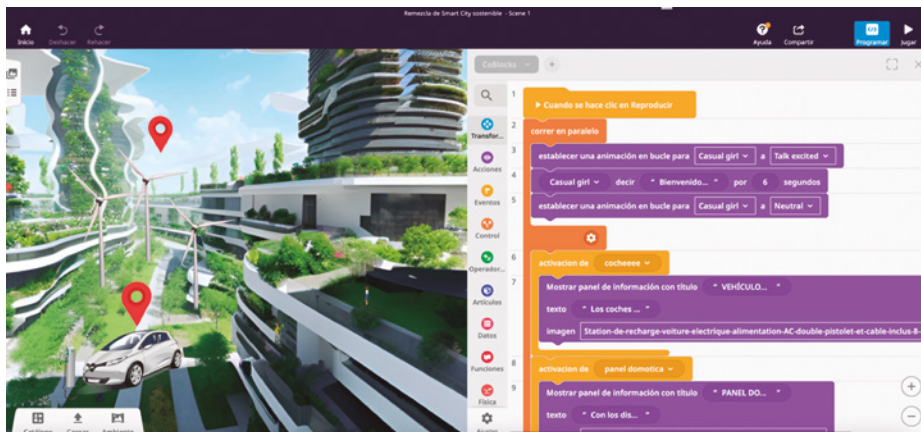 Remezcla de Smart City sostenible - Scene 1
Inicio
Deshacer
Rehacer
Ayuda
Compartir
Programar
Jugar
CoBlocks
Transfor...
Acciones
Eventos
Control
Operador...
Artículos
Datos
Funciones
Física
1
Cuando se hace clic en Reproducir
2
correr en paralelo
3
establecer una animación en bucle para Casual girl a Talk excited
4
Casual girl decir " Bienvenido... " por 6 segundos
5
establecer una animación en bucle para Casual girl a Neutral
6
activacion de cocheeee
7
Mostrar panel de información con título " VEHÍCULO... "
texto " Los coches ... "
imagen Station-de-recharge-voiture-electrique-alimentation-AC-double-pistolet-et-cable-inclus-B-
8
activacion de panel domotica
9
Mostrar panel de información con título " PANEL DO... "
texto " Con los dis... "